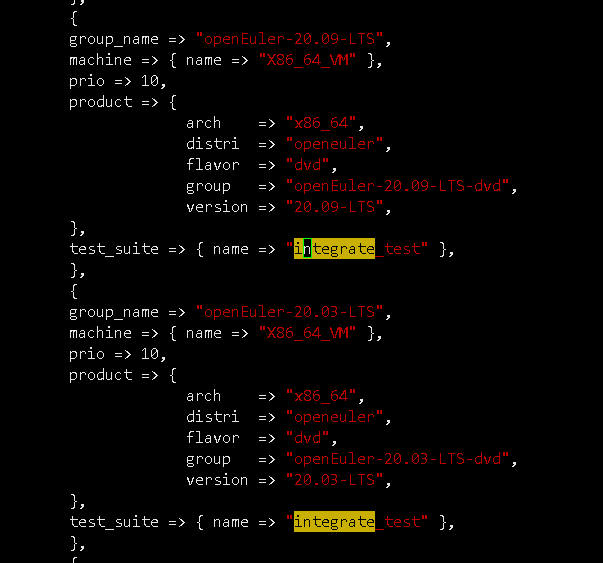 },
{
group_name => "openEuler-20.09-LTS",
machine => { name => "X86_64_VM" },
prio => 10,
product => {
arch => "x86_64",
distri => "openeuler",
flavor => "dvd",
group => "openEuler-20.09-LTS-dvd",
version => "20.09-LTS",
},
test_suite => { name => "integrate_test" },
},
{
group_name => "openEuler-20.03-LTS",
machine => { name => "X86_64_VM" },
prio => 10,
product => {
arch => "x86_64",
distri => "openeuler",
flavor => "dvd",
group => "openEuler-20.03-LTS-dvd",
version => "20.03-LTS",
},
test_suite => { name => "integrate_test" },
},
{